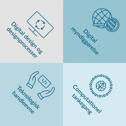 Digital design og
designprocesser
Digital
myndiggørelse
Teknologisk
handleevne
Computationel
tankegang